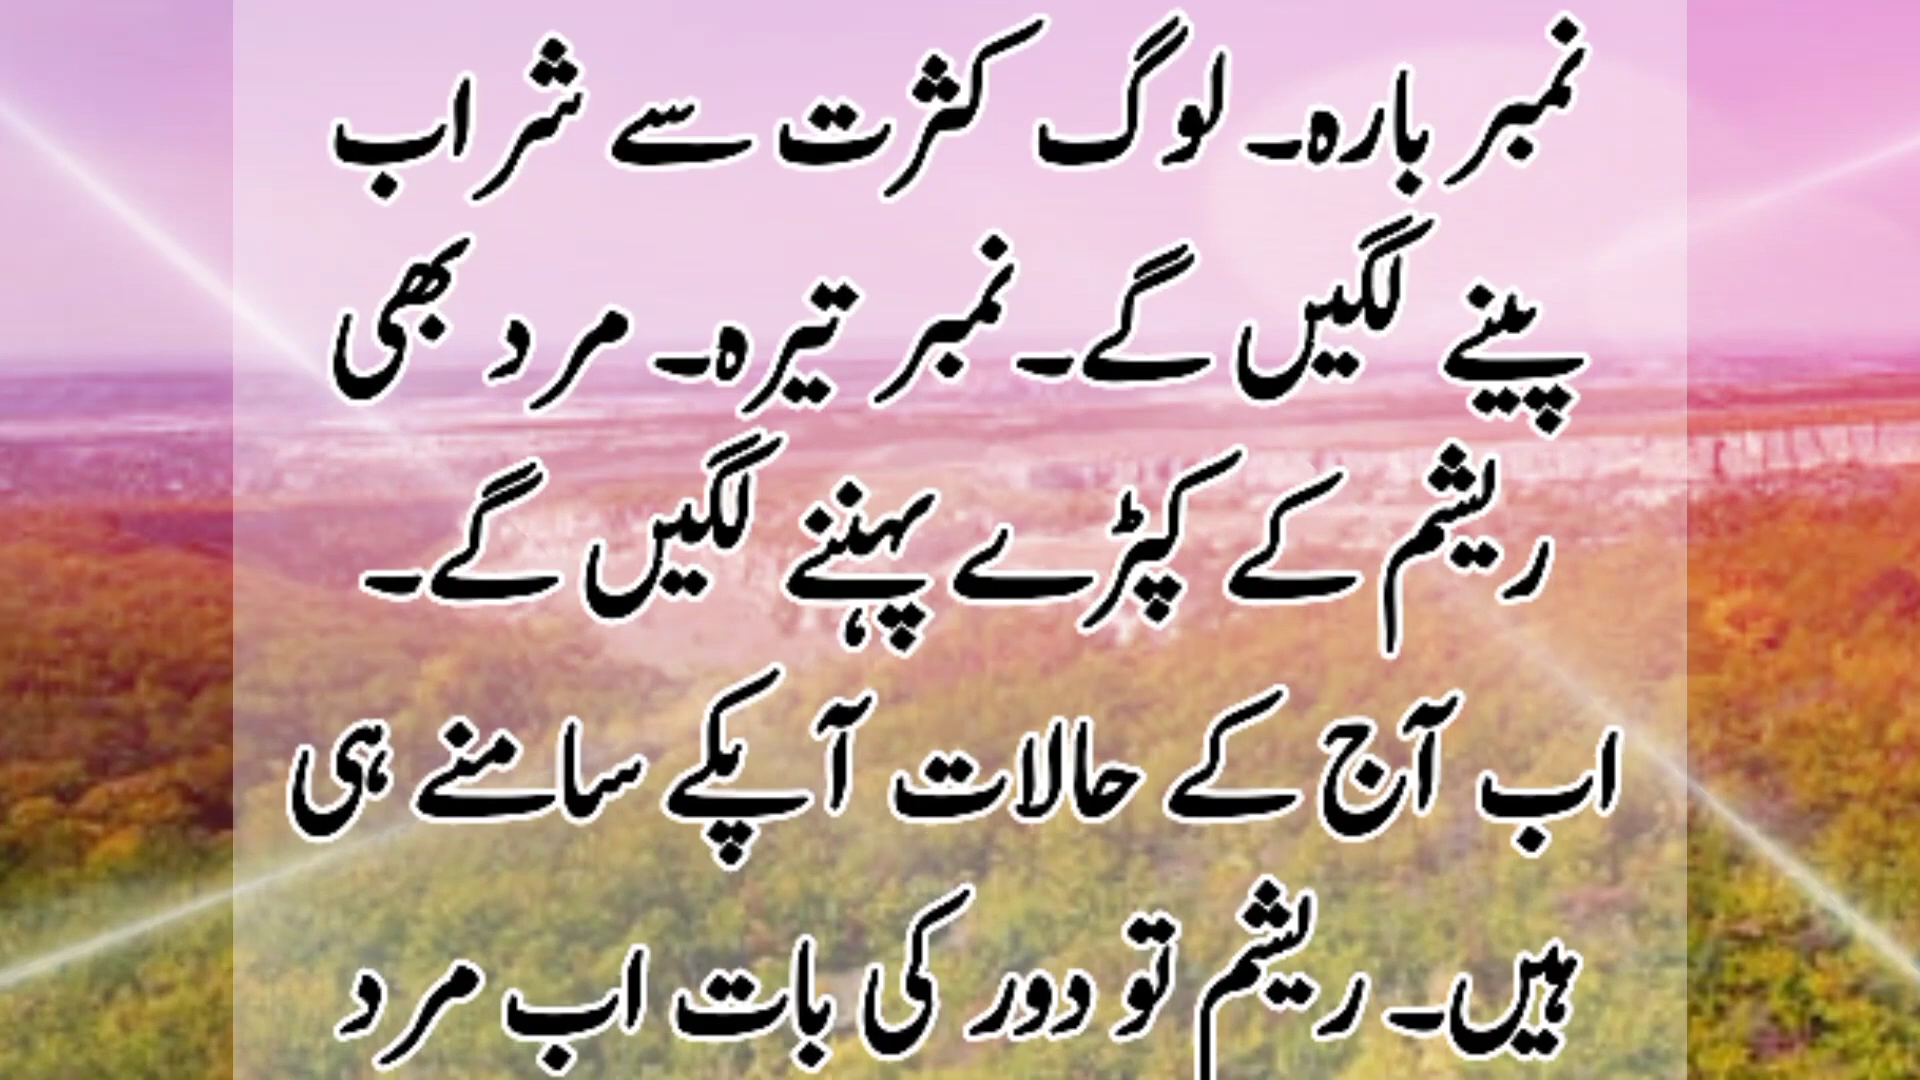 نمبر بارہ۔ لوگ کثرت سے شراب
پینے لگیں گے۔ نمبر تیرہ۔ مرد بھی
ریشم کے کپڑے پہننے لگیں گے۔
اب آج کے حالات آپکے سامنے ہی
ہیں۔ ریشم تو دور کی بات اب مرد